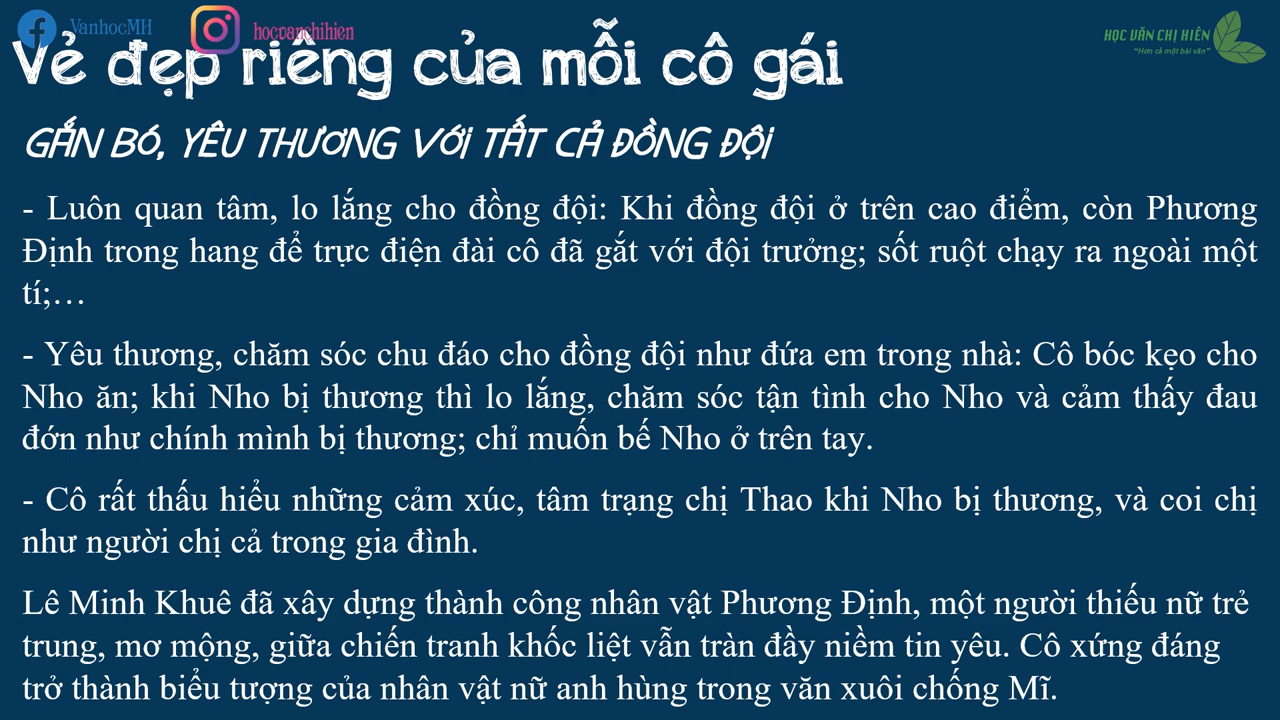 VanhocMH
hocvanchihien
HỌC VĂN CHỊ HIÊN
"Hơn cả một bài văn"
Vẻ đẹp riêng của mỗi cô gái
GẮN BÓ, YÊU THƯƠNG VỚI TẤT CẢ ĐỒNG ĐỘI
- Luôn quan tâm, lo lắng cho đồng đội: Khi đồng đội ở trên cao điểm, còn Phương
Định trong hang để trực điện đài cô đã gắt với đội trưởng; sốt ruột chạy ra ngoài một
tí;…
- Yêu thương, chăm sóc chu đáo cho đồng đội như đứa em trong nhà: Cô bóc kẹo cho
Nho ăn; khi Nho bị thương thì lo lắng, chăm sóc tận tình cho Nho và cảm thấy đau
đớn như chính mình bị thương; chỉ muốn bế Nho ở trên tay.
- Cô rất thấu hiểu những cảm xúc, tâm trạng chị Thao khi Nho bị thương, và coi chị
như người chị cả trong gia đình.
Lê Minh Khuê đã xây dựng thành công nhân vật Phương Định, một người thiếu nữ trẻ
trung, mơ mộng, giữa chiến tranh khốc liệt vẫn tràn đầy niềm tin yêu. Cô xứng đáng
trở thành biểu tượng của nhân vật nữ anh hùng trong văn xuôi chống Mĩ.